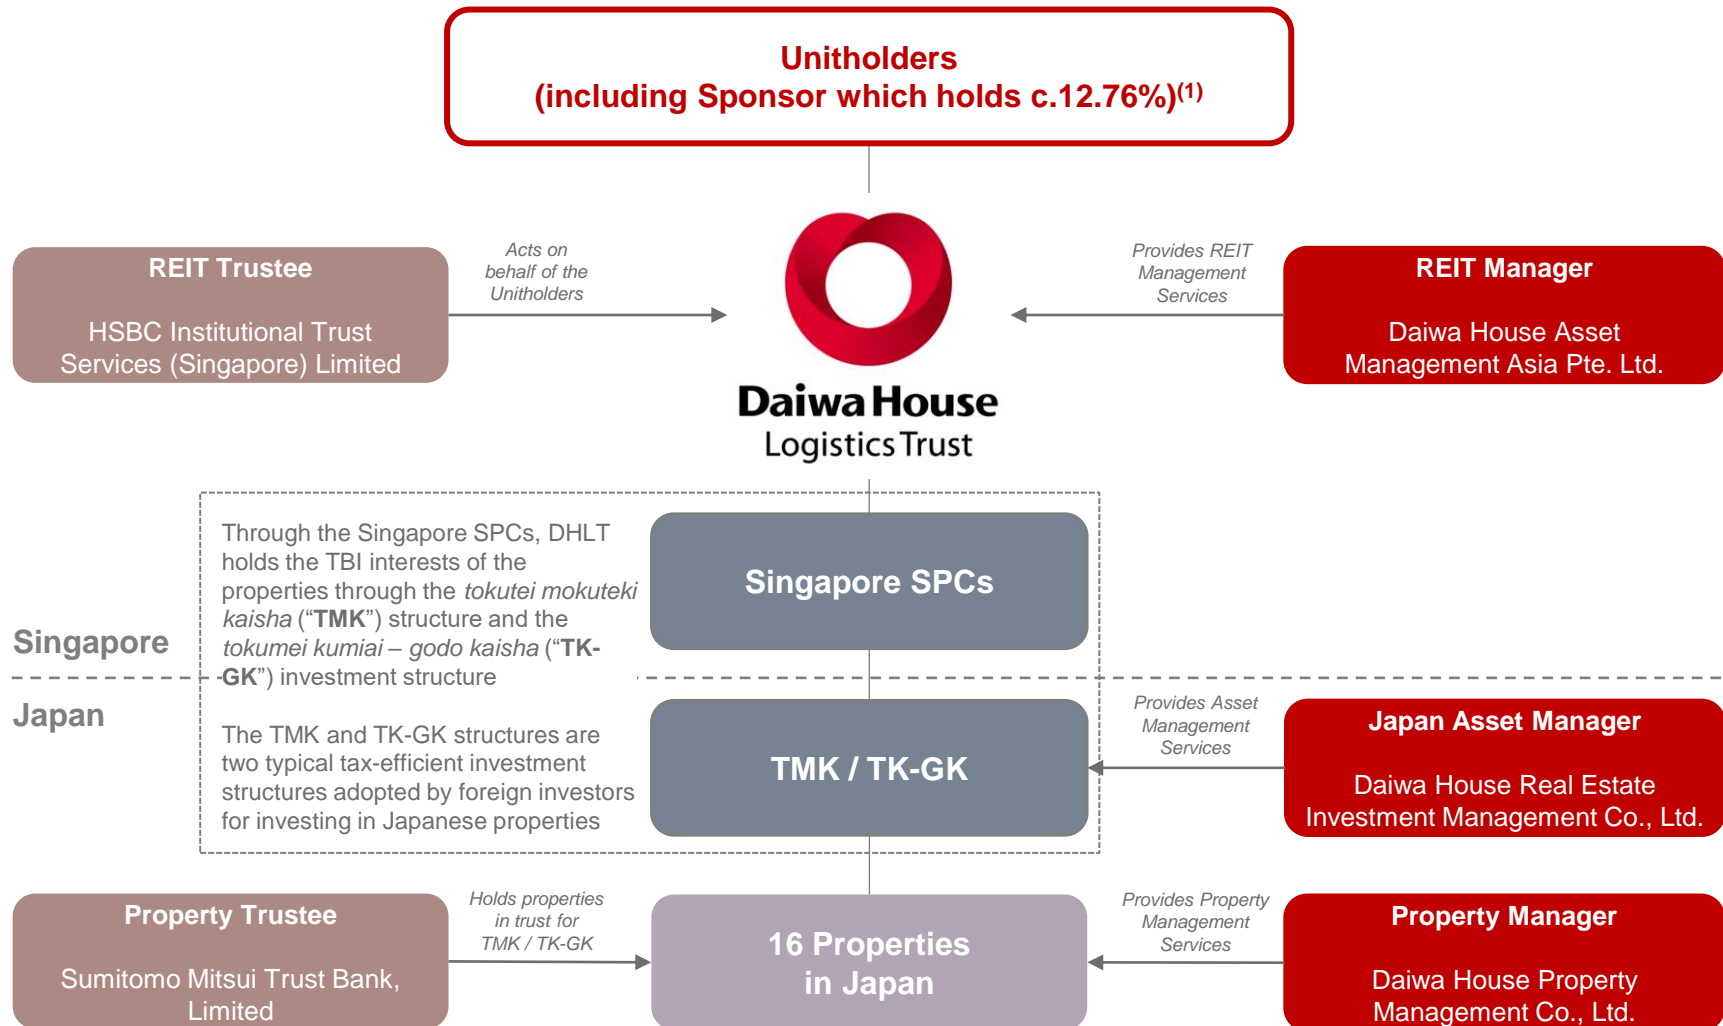 Unitholders
(including Sponsor which holds c.12.76%)(1)
REIT Trustee
HSBC Institutional Trust
Services (Singapore) Limited
Acts on
behalf of the
Unitholders
Daiwa House
Logistics Trust
Provides REIT
Management
Services
REIT Manager
Daiwa House Asset
Management Asia Pte. Ltd.
Through the Singapore SPCs, DHLT
holds the TBI interests of the
properties through the tokutei mokuteki
kaisha (“TMK”) structure and the
tokumei kumiai – godo kaisha (“TK-
GK”) investment structure
The TMK and TK-GK structures are
two typical tax-efficient investment
structures adopted by foreign investors
for investing in Japanese properties
Singapore SPCs
Singapore
Japan
TMK / TK-GK
Provides Asset
Management
Services
Japan Asset Manager
Daiwa House Real Estate
Investment Management Co., Ltd.
Property Trustee
Sumitomo Mitsui Trust Bank,
Limited
Holds properties
in trust for
TMK / TK-GK
16 Properties
in Japan
Provides Property
Management
Services
Property Manager
Daiwa House Property
Management Co., Ltd.